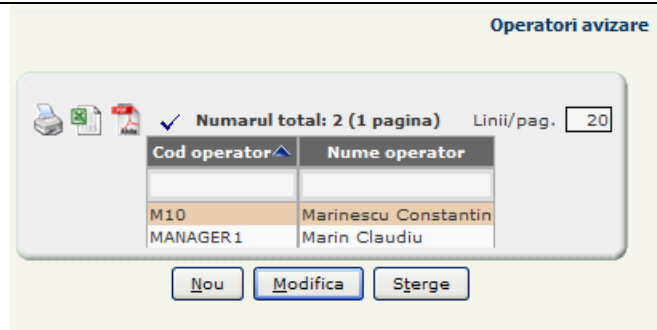 Operatori avizare
Numarul total: 2 (1 pagina) Linii/pag. 20
Cod operator Nume operator
M10 Marinescu Constantin
MANAGER1 Marin Claudiu
Nou Modifica Sterge